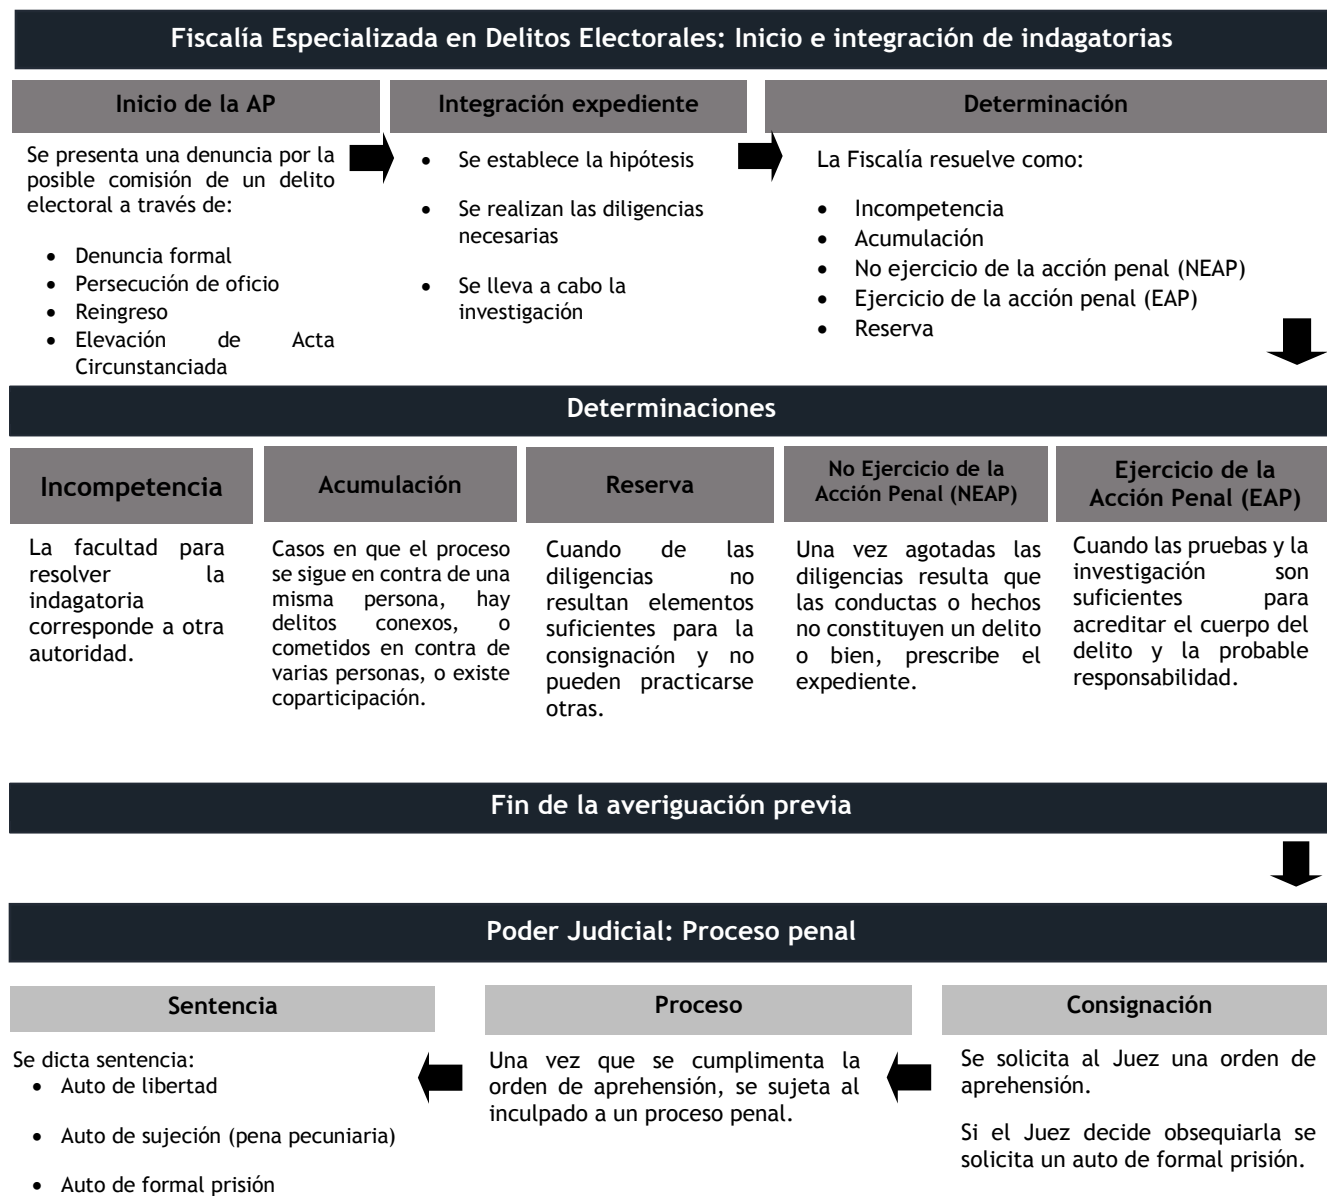 Fiscalía Especializada en Delitos Electorales: Inicio e integración de indagatorias
Inicio de la AP
Se presenta una denuncia por la
posible comisión de un delito
electoral a través de:
• Denuncia formal
• Persecución de oficio
• Reingreso
• Elevación de Acta
Circunstanciada
Integración expediente
• Se establece la hipótesis
• Se realizan las diligencias
necesarias
• Se lleva a cabo la
investigación
Determinación
La Fiscalía resuelve como:
• Incompetencia
• Acumulación
• No ejercicio de la acción penal (NEAP)
• Ejercicio de la acción penal (EAP)
• Reserva
Determinaciones
Incompetencia
La facultad para
resolver la
indagatoria
corresponde a otra
autoridad.
Acumulación
Casos en que el proceso
se sigue en contra de una
misma persona, hay
delitos conexos, o
cometidos en contra de
varias personas, o existe
coparticipación.
Reserva
Cuando de las
diligencias no
resultan elementos
suficientes para la
consignación y no
pueden practicarse
otras.
No Ejercicio de la
Acción Penal (NEAP)
Una vez agotadas las
diligencias resulta que
las conductas o hechos
no constituyen un delito
o bien, prescribe el
expediente.
Ejercicio de la
Acción Penal (EAP)
Cuando las pruebas y la
investigación son
suficientes para
acreditar el cuerpo del
delito y la probable
responsabilidad.
Fin de la averiguación previa
Poder Judicial: Proceso penal
Sentencia
Se dicta sentencia:
• Auto de libertad
• Auto de sujeción (pena pecuniaria)
• Auto de formal prisión
Proceso
Una vez que se cumplimenta la
orden de aprehensión, se sujeta al
inculpado a un proceso penal.
Consignación
Se solicita al Juez una orden de
aprehensión.
Si el Juez decide obsequiarla se
solicita un auto de formal prisión.